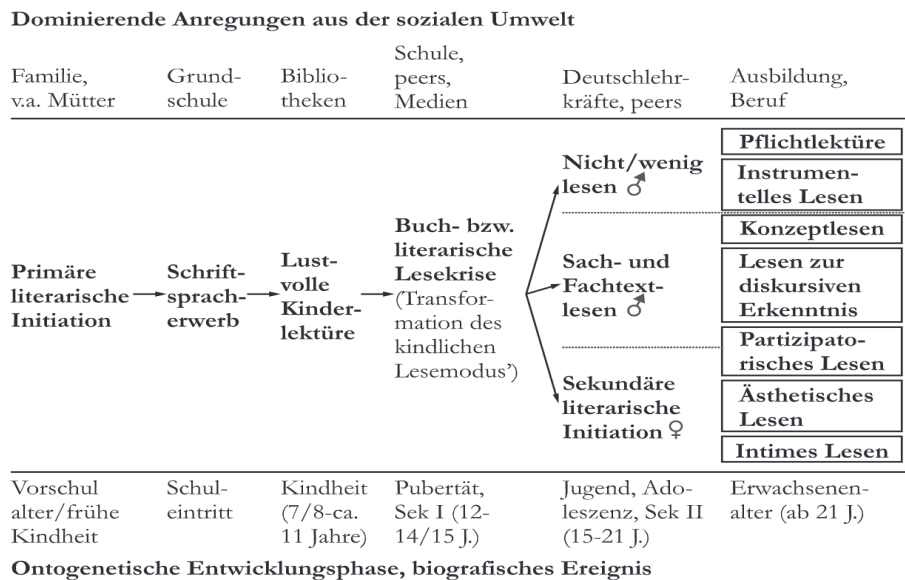 Dominierende Anregungen aus der sozialen Umwelt
Familie,
v.a. Mütter
Grund-
schule
Biblio-
theken
Schule,
peers,
Medien
Deutschlehr-
kräfte, peers
Ausbildung,
Beruf
Primäre
literarische
Initiation
Schrift-
sprach-
erwerb
Lust-
volle
Kinder-
lektüre
Buch- bzw.
literarische
Lesekrise
(Transfor-
mation des
kindlichen
Lesemodus’)
Nicht/wenig
lesen ♂
Sach- und
Fachtext-
lesen ♂
Sekundäre
literarische
Initiation ♀
Pflichtlektüre
Instrumen-
telles Lesen
Konzeptlesen
Lesen zur
diskursiven
Erkenntnis
Partizipato-
risches Lesen
Ästhetisches
Lesen
Intimes Lesen
Vorschul
alter/frühe
Kindheit
Schul-
eintritt
Kindheit
(7/8-ca.
11 Jahre)
Pubertät,
Sek I (12-
14/15 J.)
Jugend, Ado-
leszenz, Sek II
(15-21 J.)
Erwachsenen-
alter (ab 21 J.)
Ontogenetische Entwicklungsphase, biografisches Ereignis